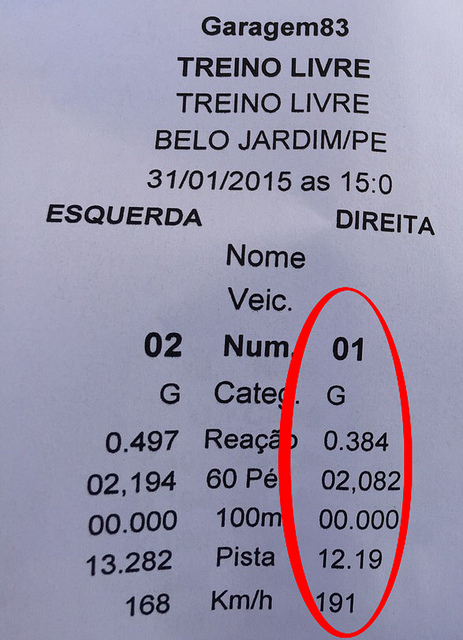 Garagem83
TREINO LIVRE
TREINO LIVRE
BELO JARDIM/PE
31/01/2015 as 15:0
ESQUERDA DIREITA
Nome
Veic.
02 Num. 01
G Categ. G
0.497 Reação 0.384
02,194 60 Pé 02,082
00.000 100m 00.000
13.282 Pista 12.19
168 Km/h 191